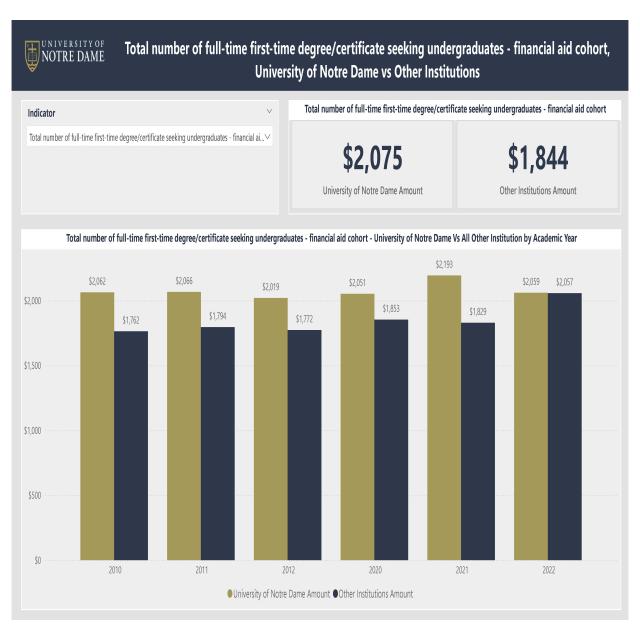 UNIVERSITY OF
NOTRE DAME
Total number of full-time first-time degree/certificate seeking undergraduates - financial aid cohort,
University of Notre Dame vs Other Institutions
Indicator
Total number of full-time first-time degree/certificate seeking undergraduates - financial ai...
Total number of full-time first-time degree/certificate seeking undergraduates - financial aid cohort
$2,075
$1,844
University of Notre Dame Amount
Other Institutions Amount
Total number of full-time first-time degree/certificate seeking undergraduates - financial aid cohort - University of Notre Dame Vs All Other Institution by Academic Year
$2,193
$2,062
$2,066
$2,019
$2,051
$2,059
$2,057
$1,762
$1,794
$1,772
$1,853
$1,829
$2,000
$1,500
$1,000
$500
$0
2010
2011
2012
2020
2021
2022
University of Notre Dame Amount
Other Institutions Amount